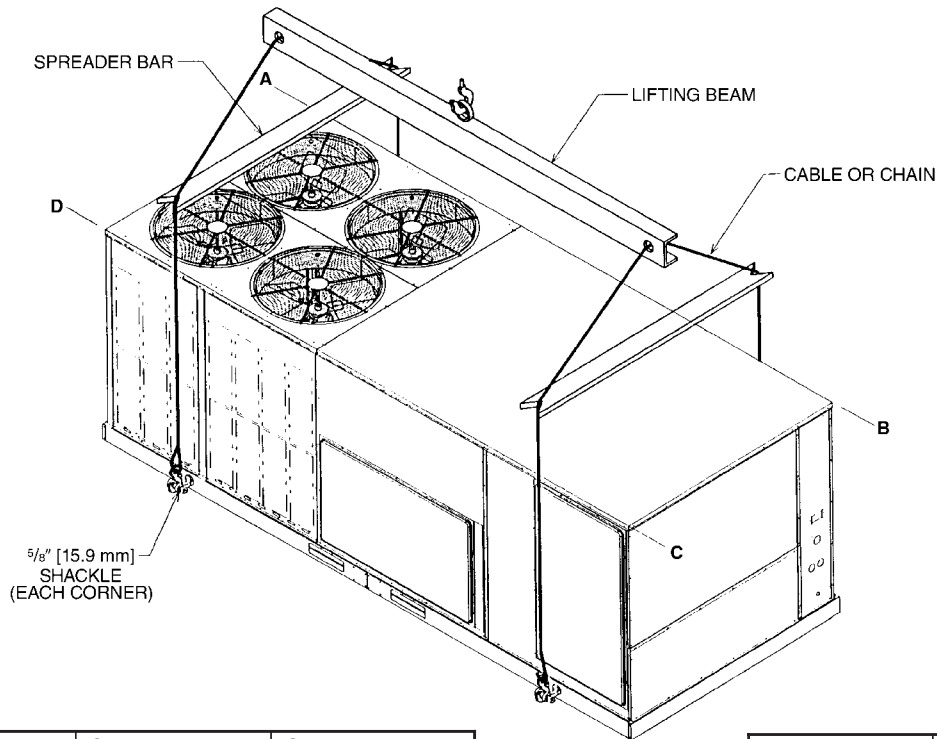 SPREADER BAR
A
LIFTING BEAM
CABLE OR CHAIN
D
B
C
5/8" [15.9 mm]
SHACKLE
(EACH CORNER)